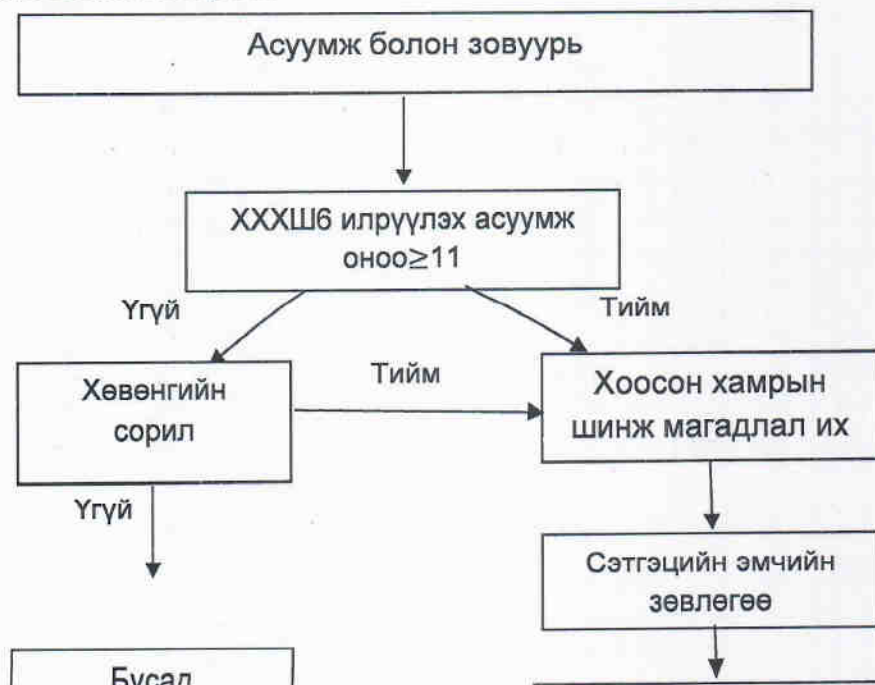 Асуумж болон зовуурь
ХХХШ6 илрүүлэх асуумж
оноо≥11
Үгүй
Тийм
Хөвөнгийн
сорил
Тийм
Хоосон хамрын
шинж магадлал их
Үгүй
Сэтгэцийн эмчийн
зөвлөгөө
Бусад